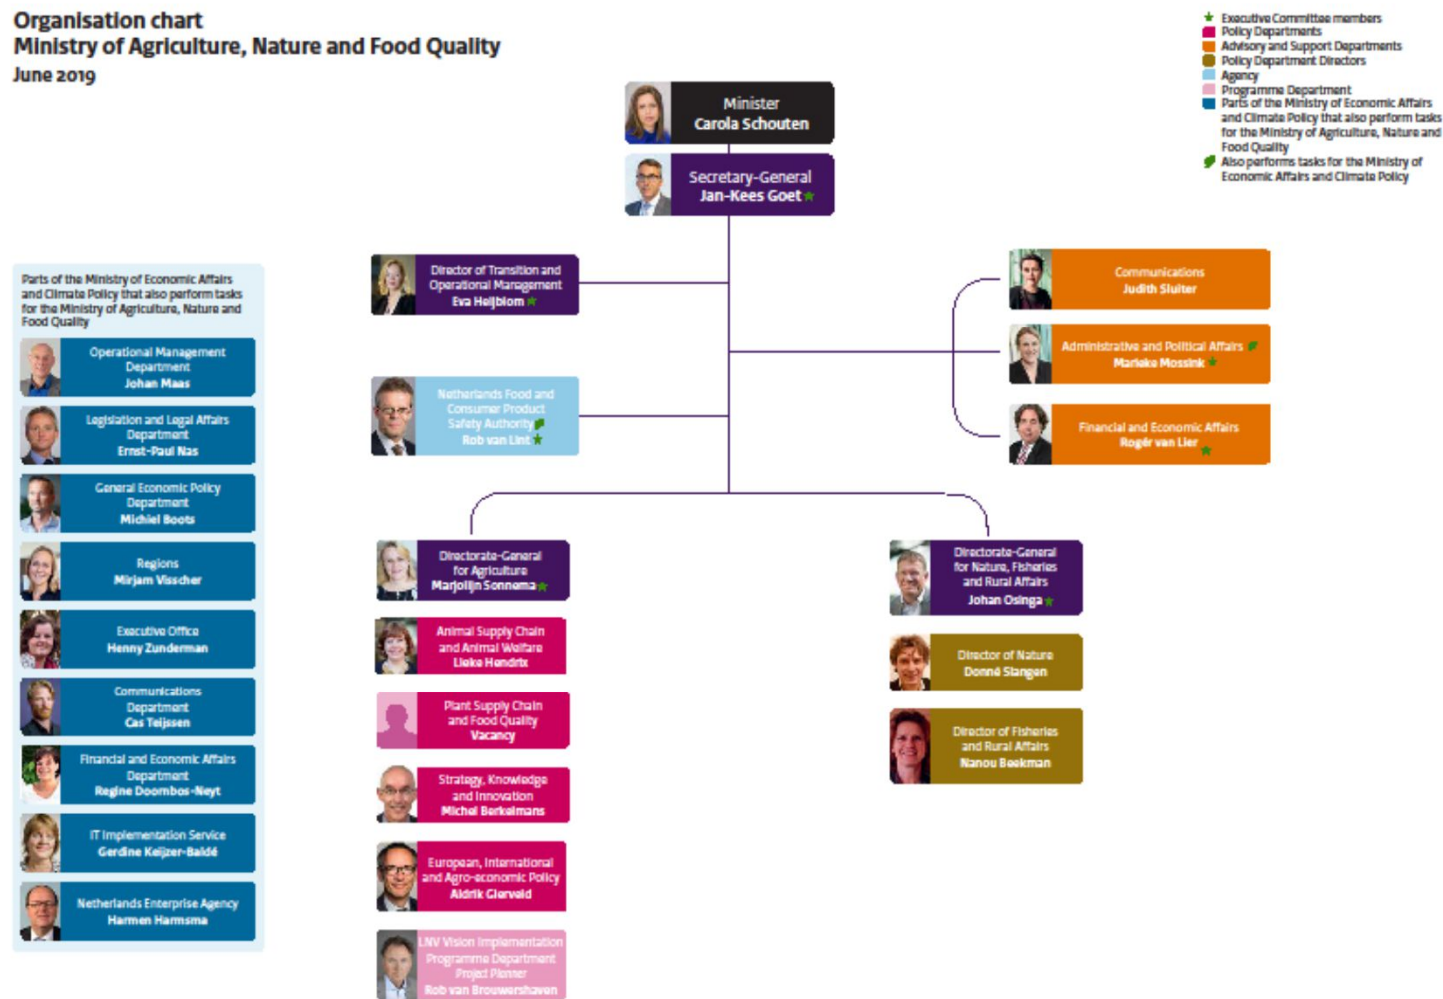 Organisation chart
Ministry of Agriculture, Nature and Food Quality
June 2019
Executive Committee members
Policy Departments
Advisory and Support Departments
Policy Department Directors
Agency
Programme Department
Parts of the Ministry of Economic Affairs
and Climate Policy that also perform tasks
for the Ministry of Agriculture, Nature and
Food Quality
Also performs tasks for the Ministry of
Economic Affairs and Climate Policy
Minister
Carola Schouten
Secretary-General
Jan-Kees Goet
Director of Transition and
Operational Management
Eva Heijblom
Netherlands Food and
Consumer Product
Safety Authority
Rob van Lint
Communications
Judith Sluiter
Administrative and Political Affairs
Marieke Mossink
Financial and Economic Affairs
Rogér van Lier
Parts of the Ministry of Economic Affairs
and Climate Policy that also perform tasks
for the Ministry of Agriculture, Nature and
Food Quality
Operational Management
Department
Johan Maas
Legislation and Legal Affairs
Department
Ernst-Paul Nas
General Economic Policy
Department
Michiel Boots
Regions
Mirjam Visscher
Executive Office
Henny Zunderman
Communications
Department
Cas Teijssen
Financial and Economic Affairs
Department
Regine Doornbos-Neyt
IT Implementation Service
Gerdine Keijzer-Baldé
Netherlands Enterprise Agency
Harmen Harmsma
Directorate-General
for Agriculture
Marjolijn Sonnema
Animal Supply Chain
and Animal Welfare
Lieke Hendrix
Plant Supply Chain
and Food Quality
Vacancy
Strategy, Knowledge
and Innovation
Michel Berkelmans
European, International
and Agro-economic Policy
Aldrik Gierveld
LNV Vision Implementation
Programme Department
Project Planner
Rob van Brouwershaven
Directorate-General
for Nature, Fisheries
and Rural Affairs
Johan Osinga
Director of Nature
Donné Slangen
Director of Fisheries
and Rural Affairs
Nanou Beekman